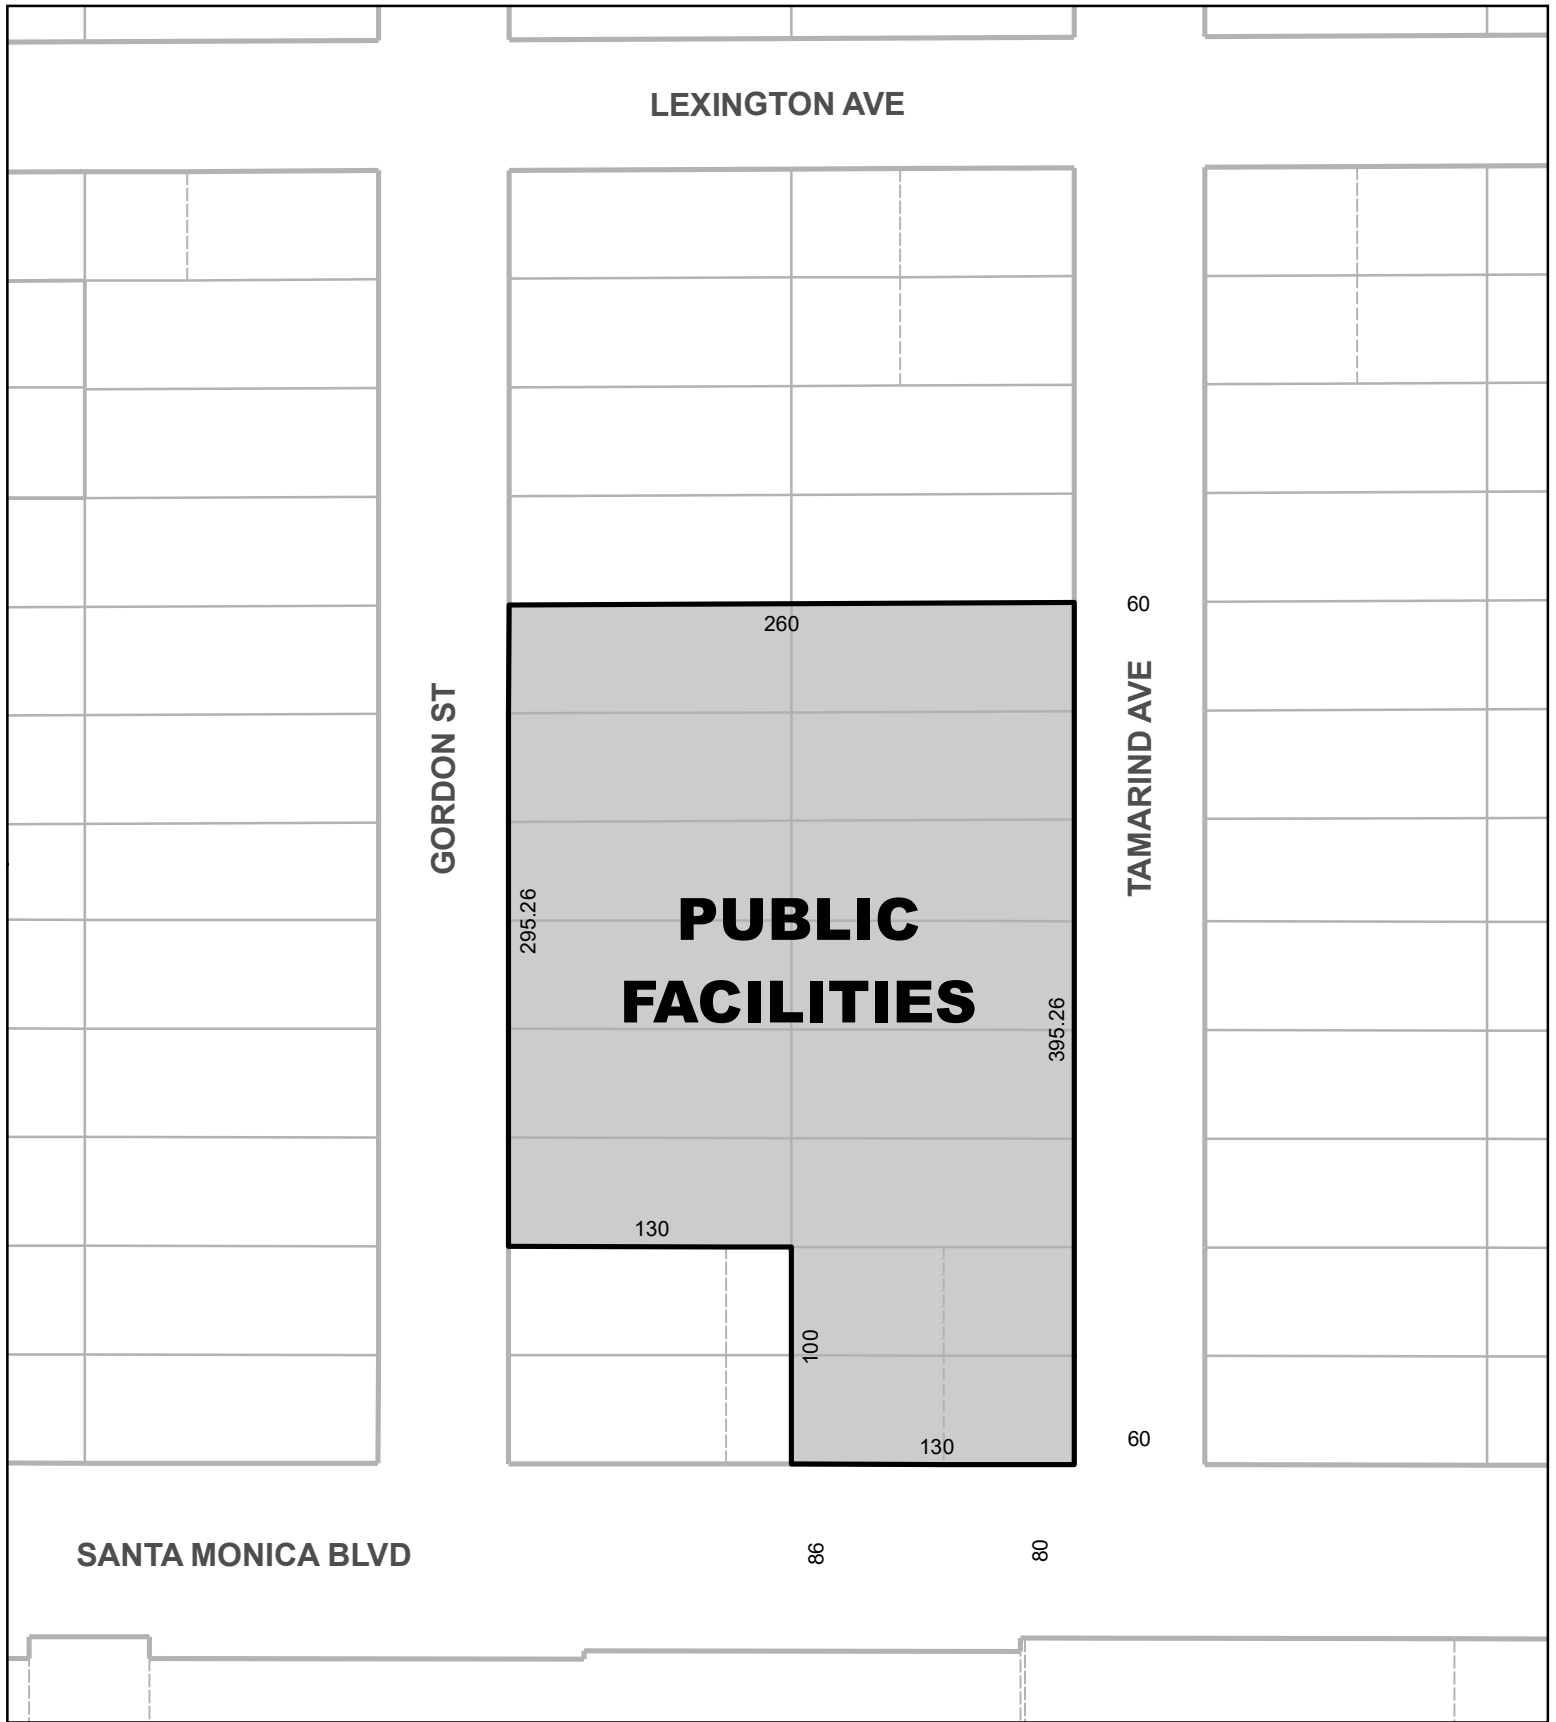 LEXINGTON AVE
60
260
GORDON ST
TAMARIND AVE
295.26
PUBLIC
FACILITIES
395.26
130
100
130
60
SANTA MONICA BLVD
86
80